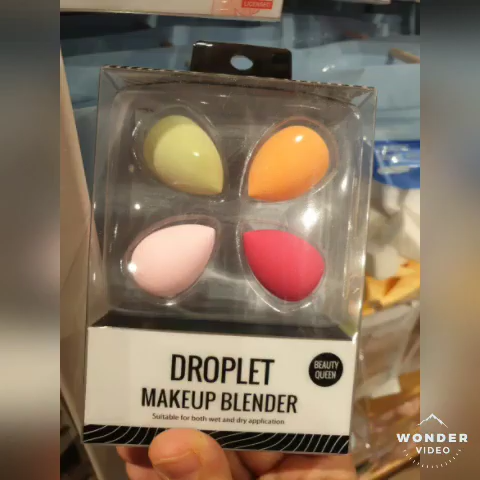 DROPLET
MAKEUP BLENDER
Suitable for both wet and dry application
BEAUTY
QUEEN
WONDER
VIDEO